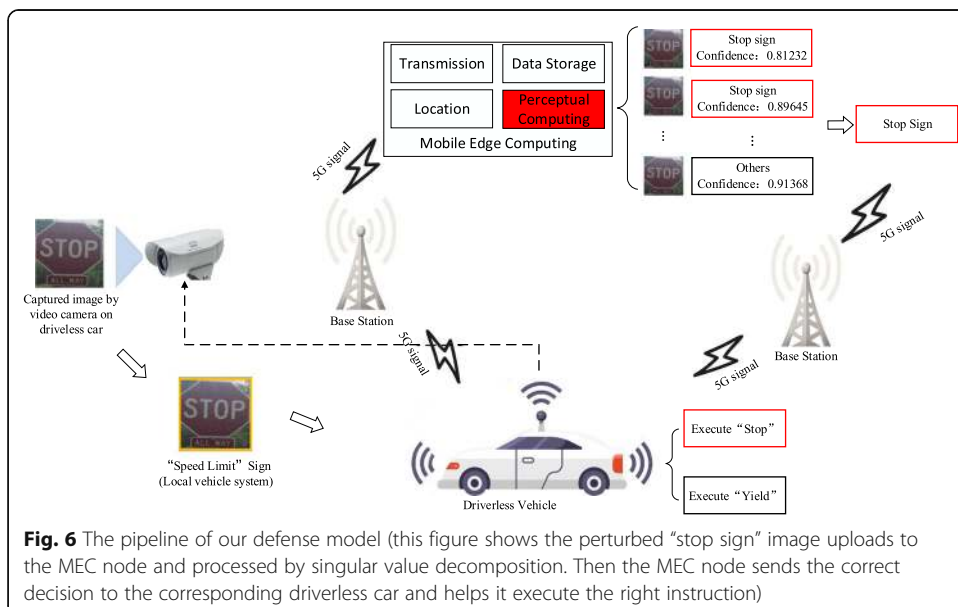 Transmission
Data Storage
Location
Perceptual
Computing
Mobile Edge Computing
STOP
Stop sign
Confidence：0.81232
STOP
Stop sign
Confidence：0.89645
⋮
⋮
STOP
Others
Confidence：0.91368
Stop Sign
5G signal
5G signal
STOP
ALL WAY
Captured image by
video camera on
driveless car
Base Station
Base Station
5G signal
5G signal
STOP
ALL WAY
“Speed Limit” Sign
(Local vehicle system)
Driverless Vehicle
Execute “Stop”
Execute “Yield”
Fig. 6 The pipeline of our defense model (this figure shows the perturbed “stop sign” image uploads to
the MEC node and processed by singular value decomposition. Then the MEC node sends the correct
decision to the corresponding driverless car and helps it execute the right instruction)